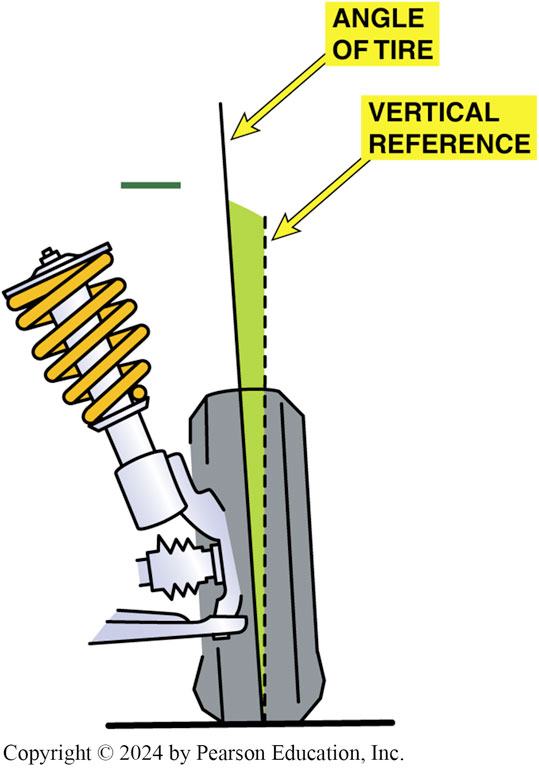 ANGLE
OF TIRE
VERTICAL
REFERENCE
Copyright © 2024 by Pearson Education, Inc.